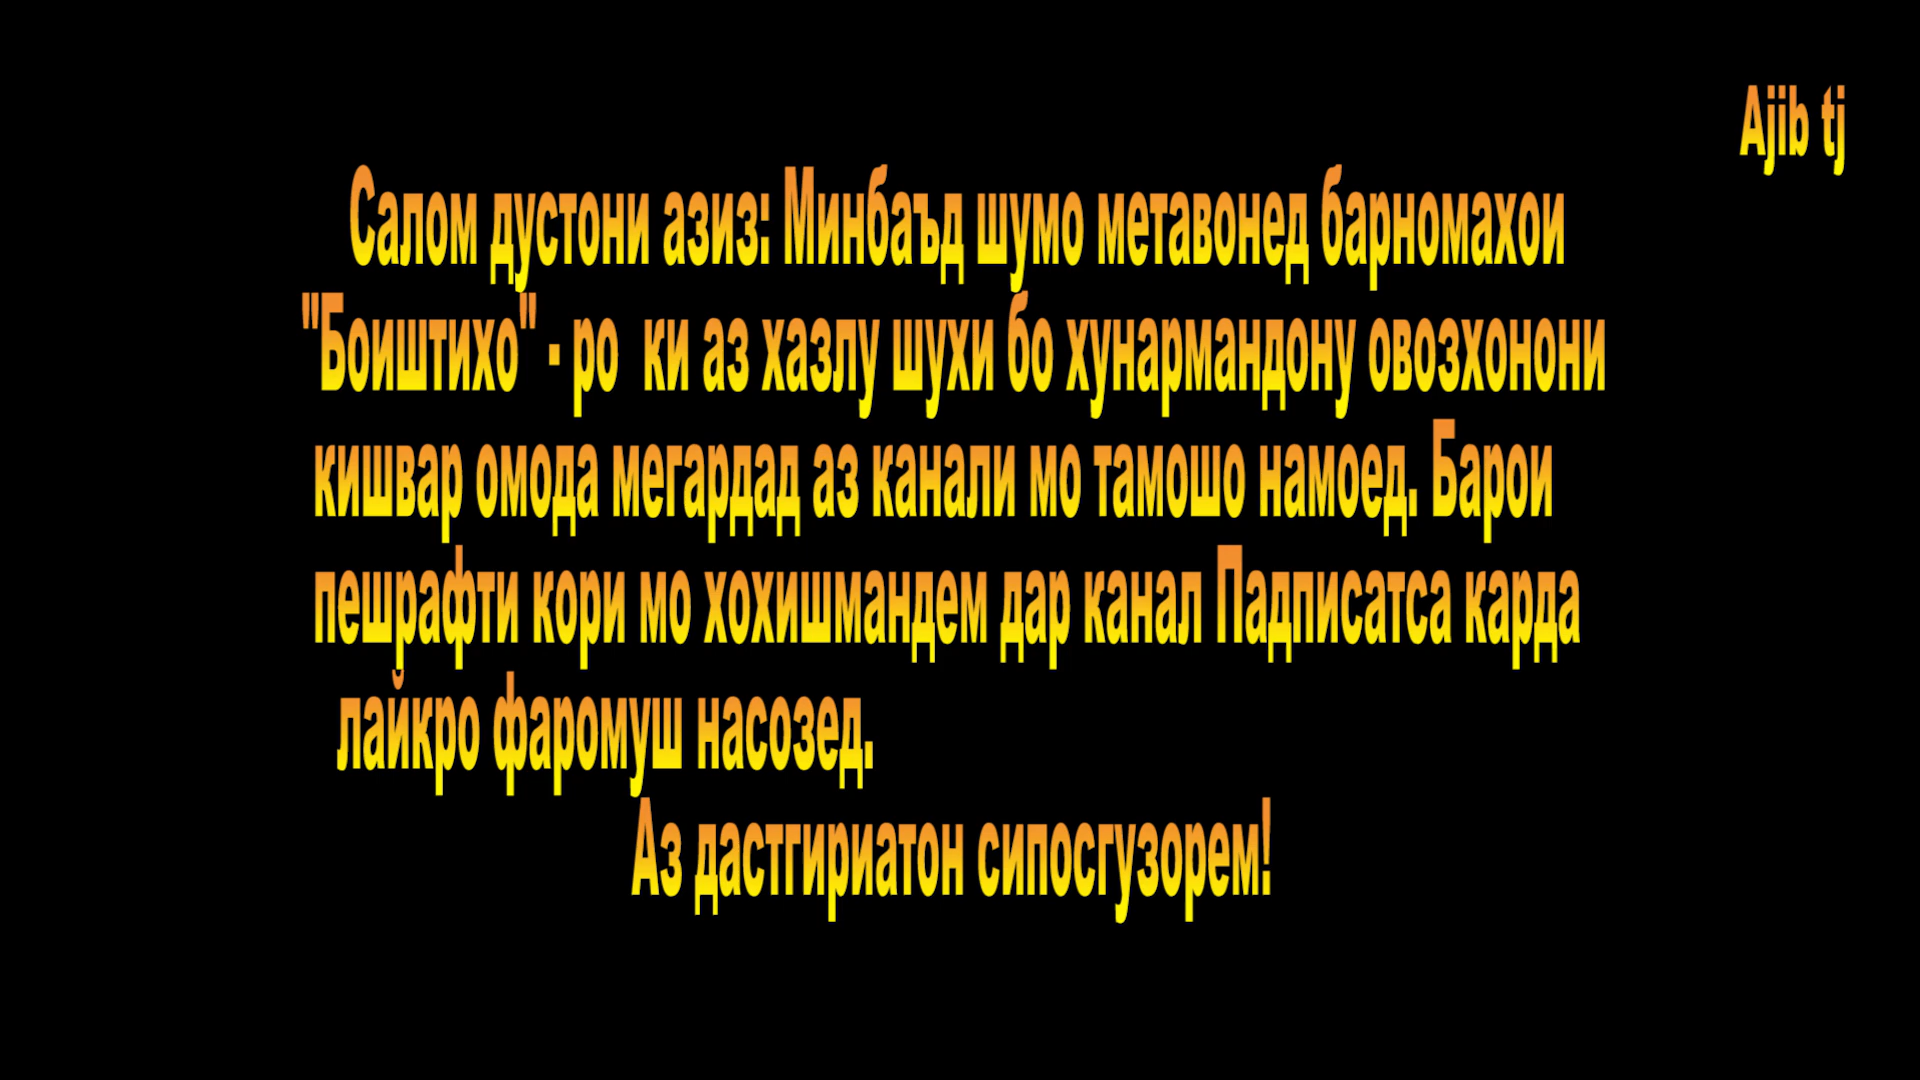 Ajib tj
Салом дустони азиз: Минбаъд шумо метавонед барномахои
"Боиштихо" - ро  ки аз хазлу шухи бо хунармандону овозхонони
кишвар омода мегардад аз канали мо тамошо намоед. Барои
пешрафти кори мо хохишмандем дар канал Падписатса карда
лайкро фаромуш насозед.
Аз дастгириатон сипосгузорем!